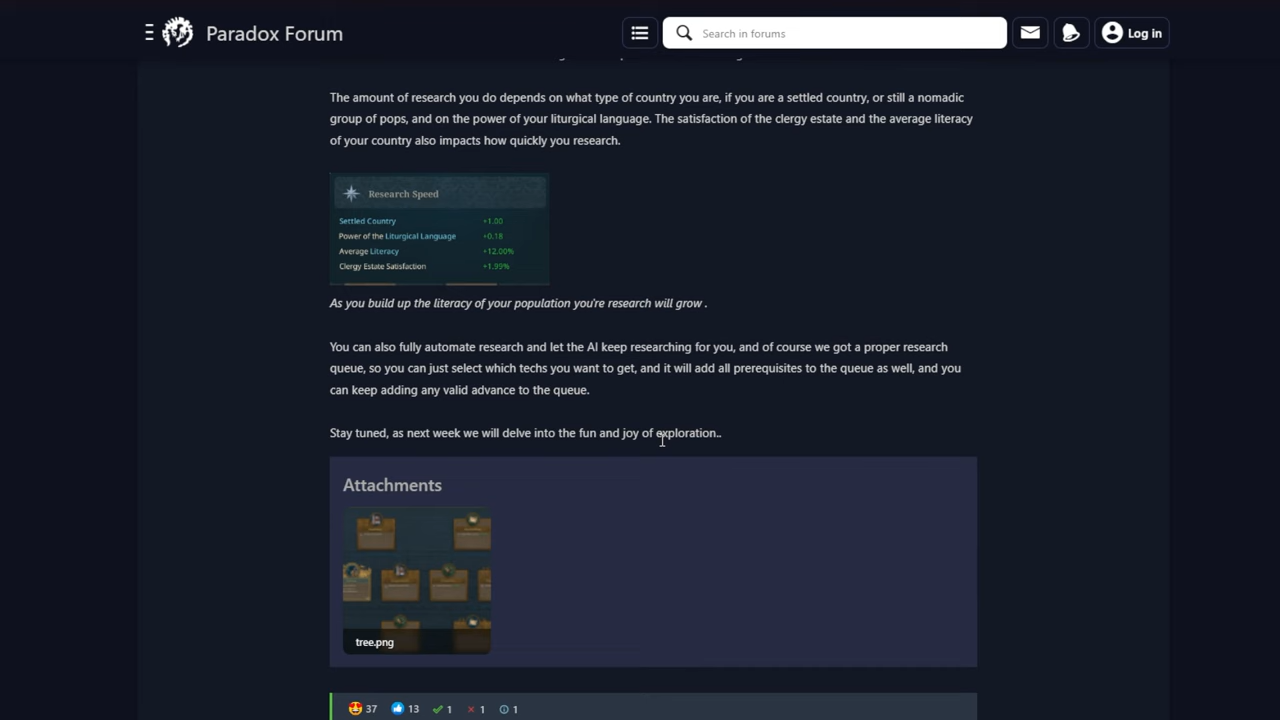 Paradox Forum
Search in forums
Log in
The amount of research you do depends on what type of country you are, if you are a settled country, or still a nomadic
group of pops, and on the power of your liturgical language. The satisfaction of the clergy estate and the average literacy
of your country also impacts how quickly you research.
Research Speed
Settled Country +1.00
Power of the Liturgical Language +0.18
Average Literacy +12.00%
Clergy Estate Satisfaction +1.99%
As you build up the literacy of your population you're research will grow .
You can also fully automate research and let the AI keep researching for you, and of course we got a proper research
queue, so you can just select which techs you want to get, and it will add all prerequisites to the queue as well, and you
can keep adding any valid advance to the queue.
Stay tuned, as next week we will delve into the fun and joy of exploration..
Attachments
tree.png
37 13 1 1 1